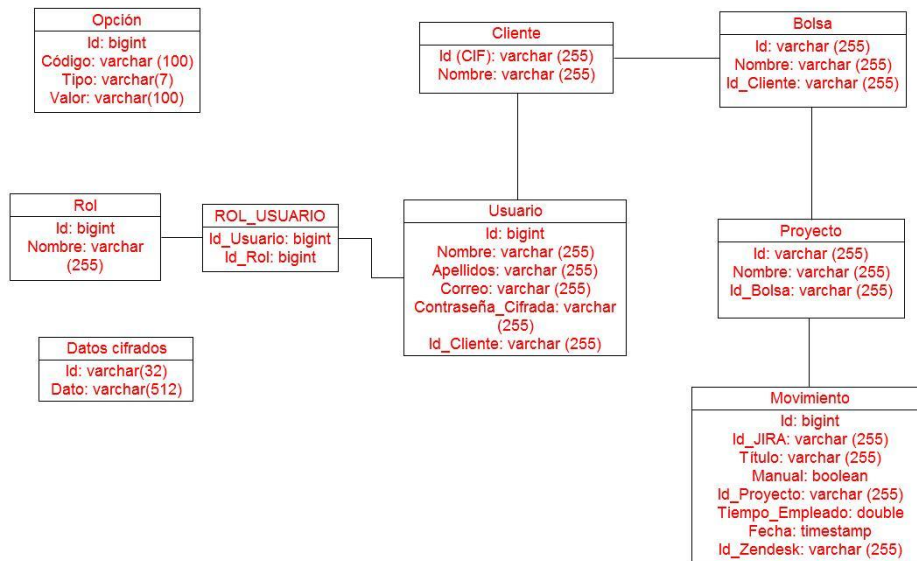 Opción
Id: bigint
Código: varchar (100)
Tipo: varchar(7)
Valor: varchar(100)
Cliente
Id (CIF): varchar (255)
Nombre: varchar (255)
Bolsa
Id: varchar (255)
Nombre: varchar (255)
Id_Cliente: varchar (255)
Rol
Id: bigint
Nombre: varchar
(255)
ROL_USUARIO
Id_Usuario: bigint
Id_Rol: bigint
Usuario
Id: bigint
Nombre: varchar (255)
Apellidos: varchar (255)
Correo: varchar (255)
Contraseña_Cifrada: varchar
(255)
Id_Cliente: varchar (255)
Proyecto
Id: varchar (255)
Nombre: varchar (255)
Id_Bolsa: varchar (255)
Datos cifrados
Id: varchar(32)
Dato: varchar(512)
Movimiento
Id: bigint
Id_JIRA: varchar (255)
Título: varchar (255)
Manual: boolean
Id_Proyecto: varchar (255)
Tiempo_Empleado: double
Fecha: timestamp
Id_Zendesk: varchar (255)